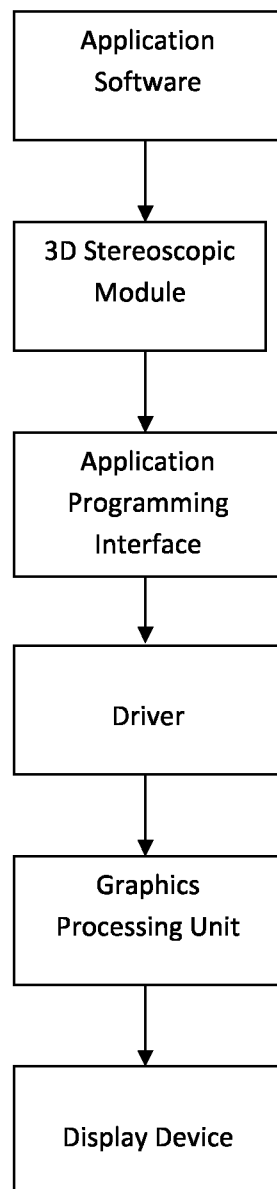 Application
Software
3D Stereoscopic
Module
Application
Programming
Interface
Driver
Graphics
Processing Unit
Display Device